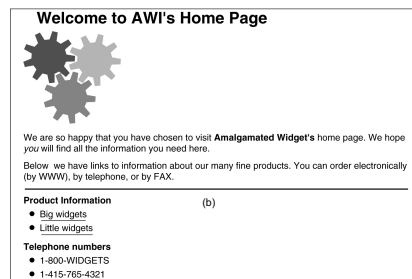 Welcome to AWI's Home Page
We are so happy that you have chosen to visit Amalgamated Widget's home page. We hope
you will find all the information you need here.
Below we have links to information about our many fine products. You can order electronically
(by WWW), by telephone, or by FAX.
Product Information
(b)
● Big widgets
● Little widgets
Telephone numbers
● 1-800-WIDGETS
● 1-415-765-4321